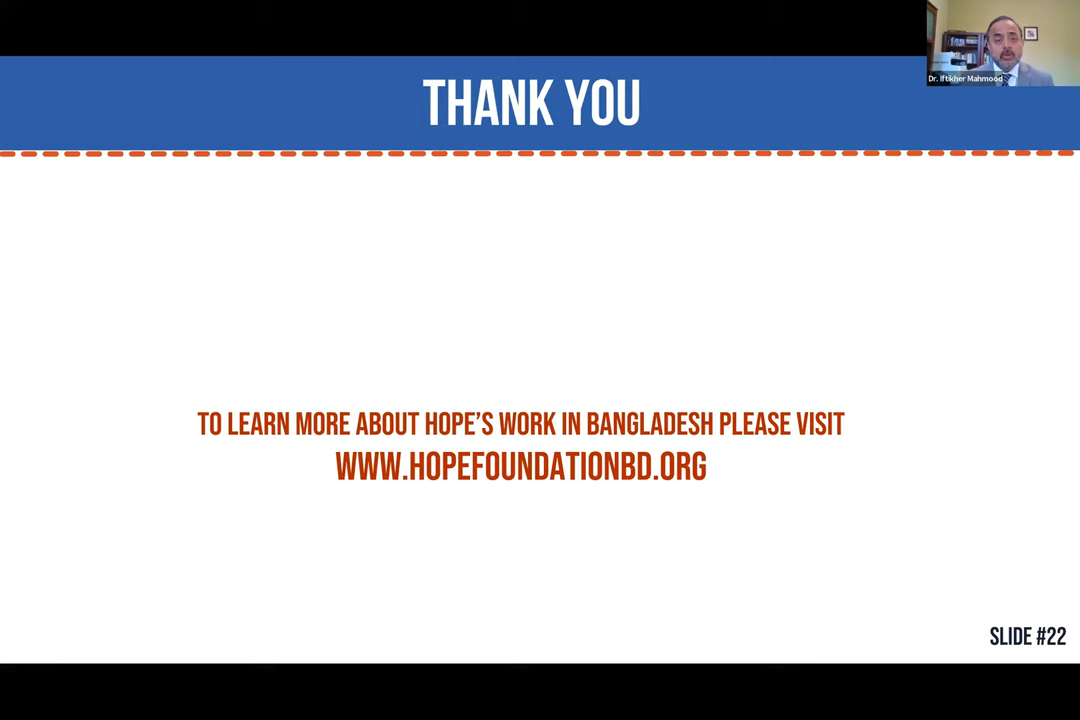 Dr. Iftikher Mahmood
THANK YOU
TO LEARN MORE ABOUT HOPE'S WORK IN BANGLADESH PLEASE VISIT
WWW.HOPEFOUNDATIONBD.ORG
SLIDE #22